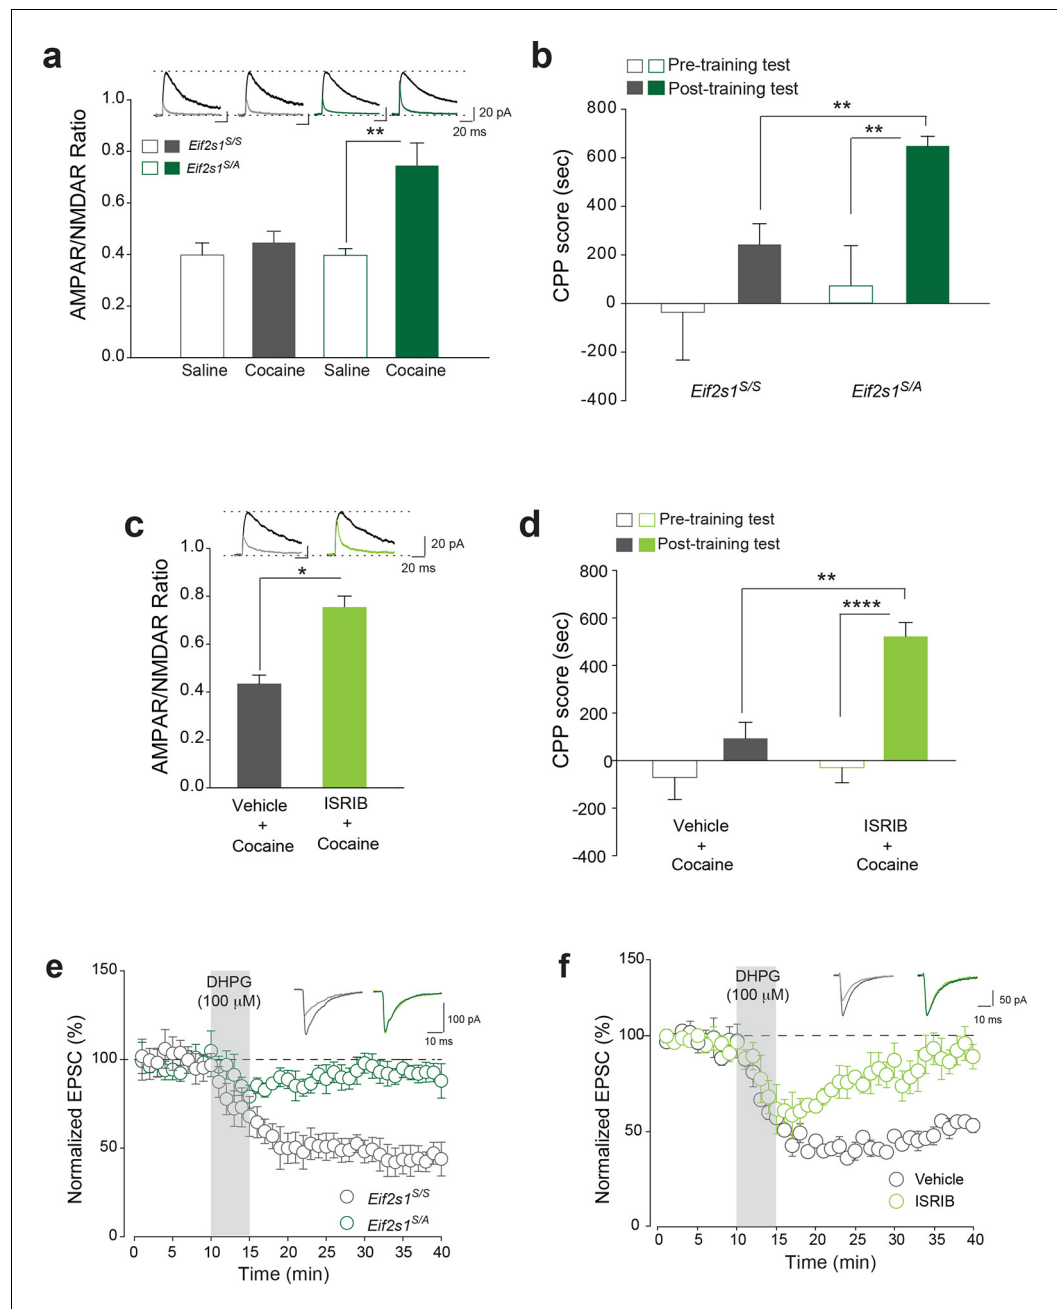 a
1.0
0.8
0.6
0.4
0.2
0.0
AMPAR/NMDAR Ratio
20 pA
20 ms
Eif2s1^S/S
Eif2s1^S/A
**
Saline
Cocaine
Saline
Cocaine
b
Pre-training test
Post-training test
800
600
400
200
0
-200
-400
CPP score (sec)
**
**
Eif2s1^S/S
Eif2s1^S/A
c
1.0
0.8
0.6
0.4
0.2
0.0
AMPAR/NMDAR Ratio
20 pA
20 ms
*
Vehicle
+
Cocaine
ISRIB
+
Cocaine
d
Pre-training test
Post-training test
800
600
400
200
0
-200
-400
CPP score (sec)
**
****
Vehicle
+
Cocaine
ISRIB
+
Cocaine
e
150
100
50
0
Normalized EPSC (%)
DHPG
(100 μM)
100 pA
10 ms
Eif2s1^S/S
Eif2s1^S/A
0 5 10 15 20 25 30 35 40
Time (min)
f
150
100
50
0
Normalized EPSC (%)
DHPG
(100 μM)
50 pA
10 ms
Vehicle
ISRIB
0 5 10 15 20 25 30 35 40
Time (min)